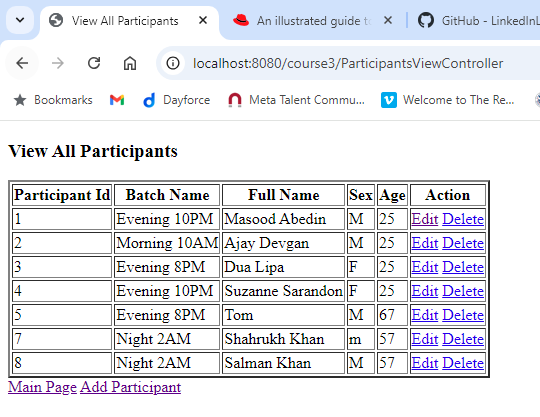 View All Participants An illustrated guide to GitHub - LinkedInL
localhost:8080/course3/ParticipantsViewController
Bookmarks Dayforce Meta Talent Commu... Welcome to The Re...
View All Participants
Participant Id Batch Name Full Name Sex Age Action
1 Evening 10PM Masood Abedin M 25 Edit Delete
2 Morning 10AM Ajay Devgan M 25 Edit Delete
3 Evening 8PM Dua Lipa F 25 Edit Delete
4 Evening 10PM Suzanne Sarandon F 25 Edit Delete
5 Evening 8PM Tom M 67 Edit Delete
7 Night 2AM Shahrukh Khan m 57 Edit Delete
8 Night 2AM Salman Khan M 57 Edit Delete
Main Page Add Participant